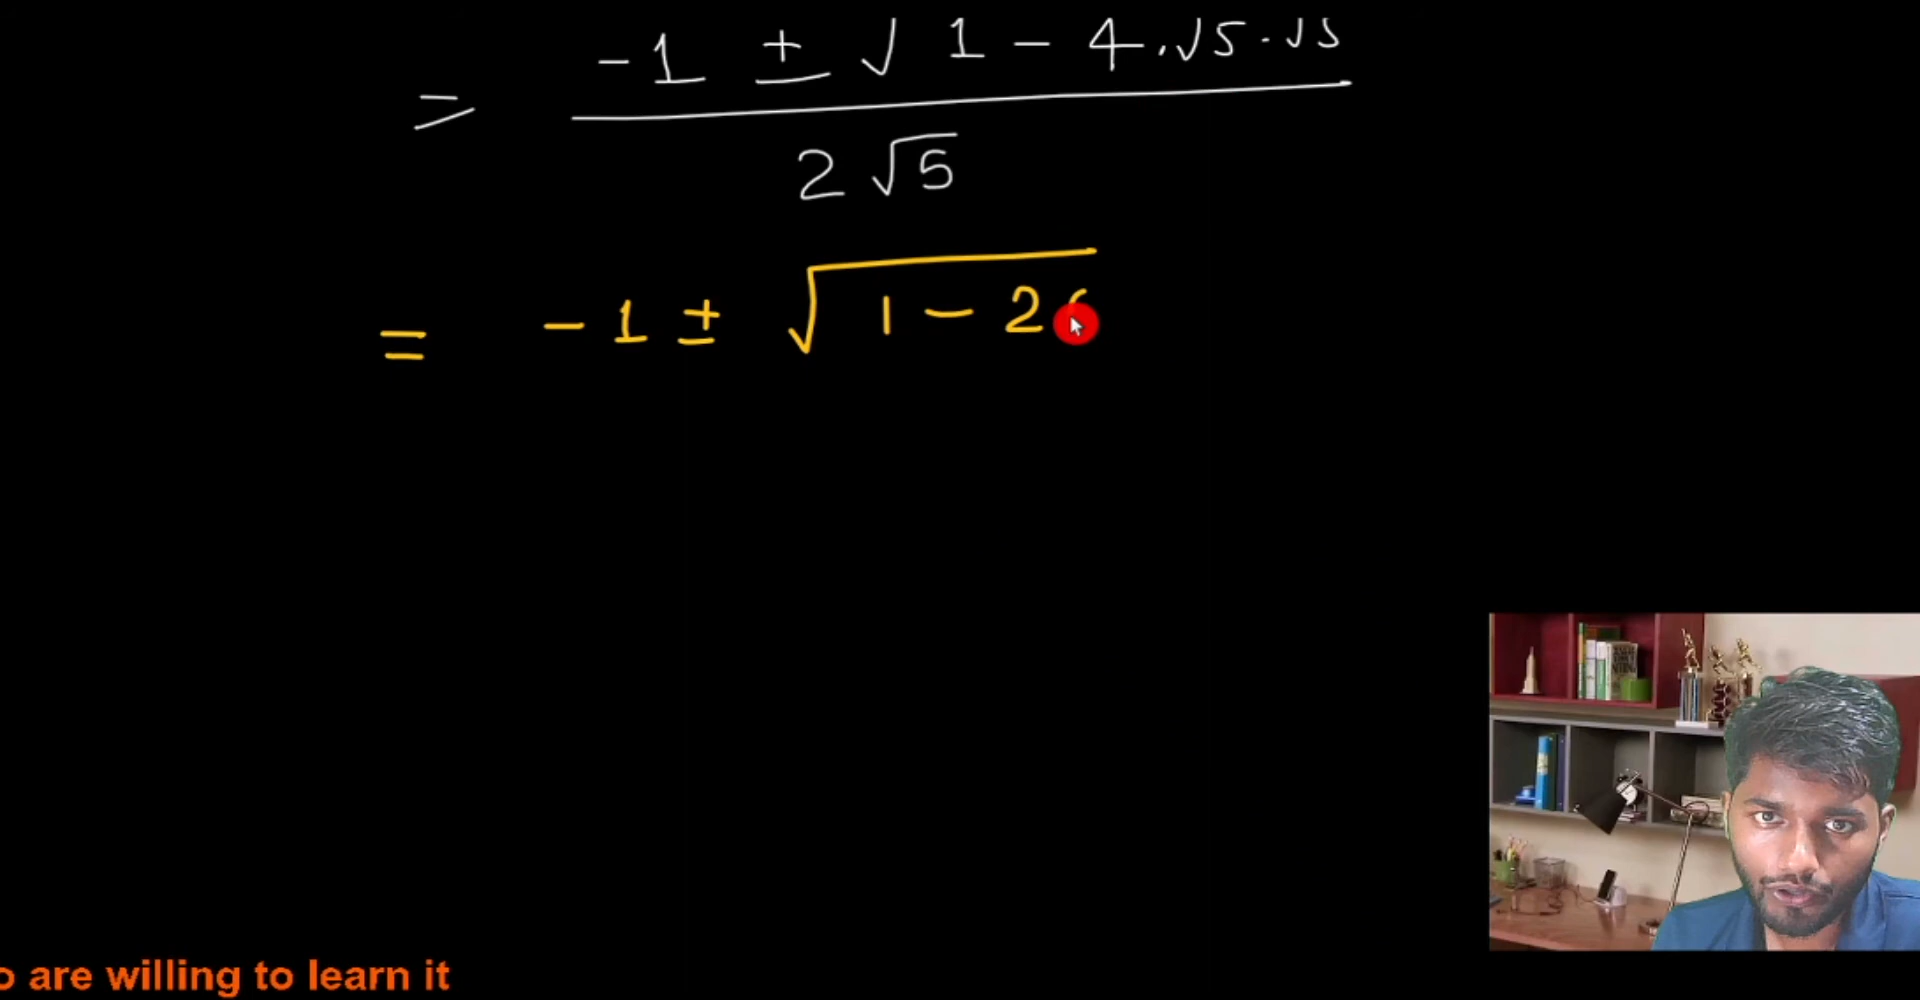 = -1 ± √ 1 - 4.√5.√5
2√5
= -1 ± √ 1 - 2
are willing to learn it